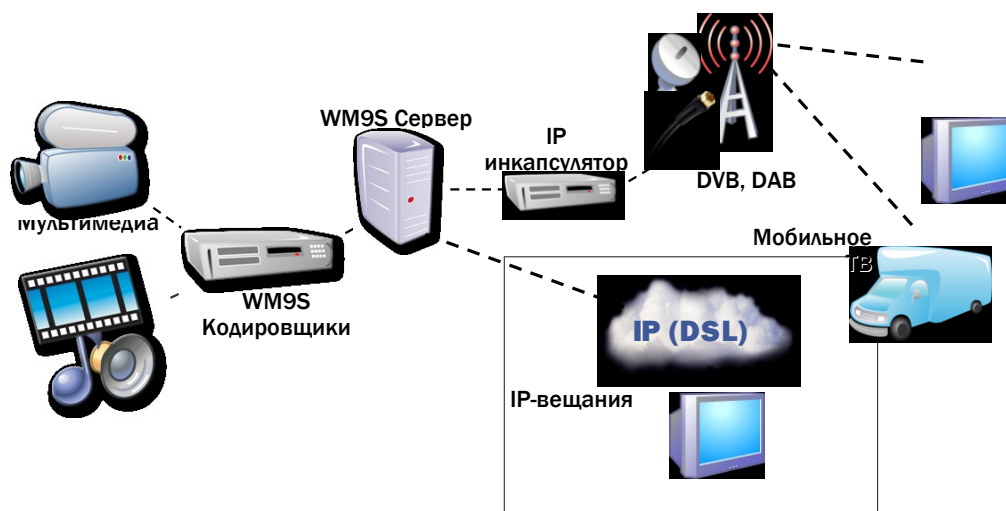 WM9S Сервер
IP
инкапсулятор
DVB, DAB
Мультимедиа
WM9S
Кодировщики
Мобильное
ТВ
IP (DSL)
IP-вещания